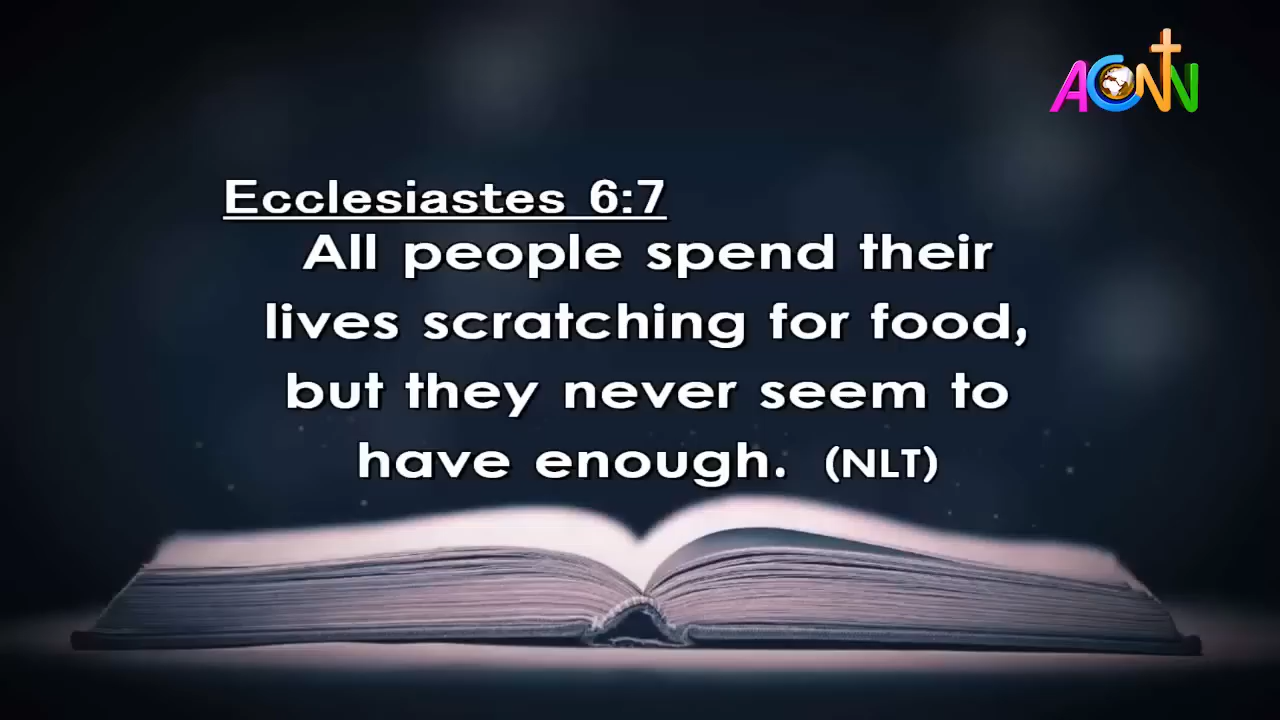 ACNN
Ecclesiastes 6:7
All people spend their
lives scratching for food,
but they never seem to
have enough. (NLT)